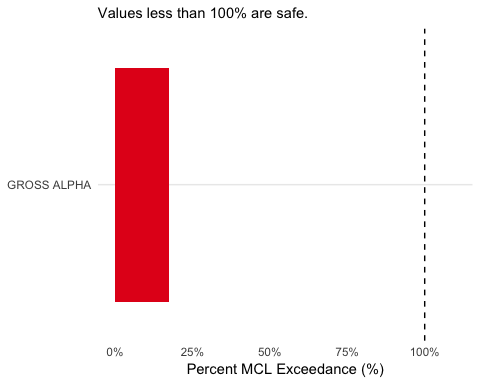 Values less than 100% are safe.
GROSS ALPHA
0% 25% 50% 75% 100%
Percent MCL Exceedance (%)